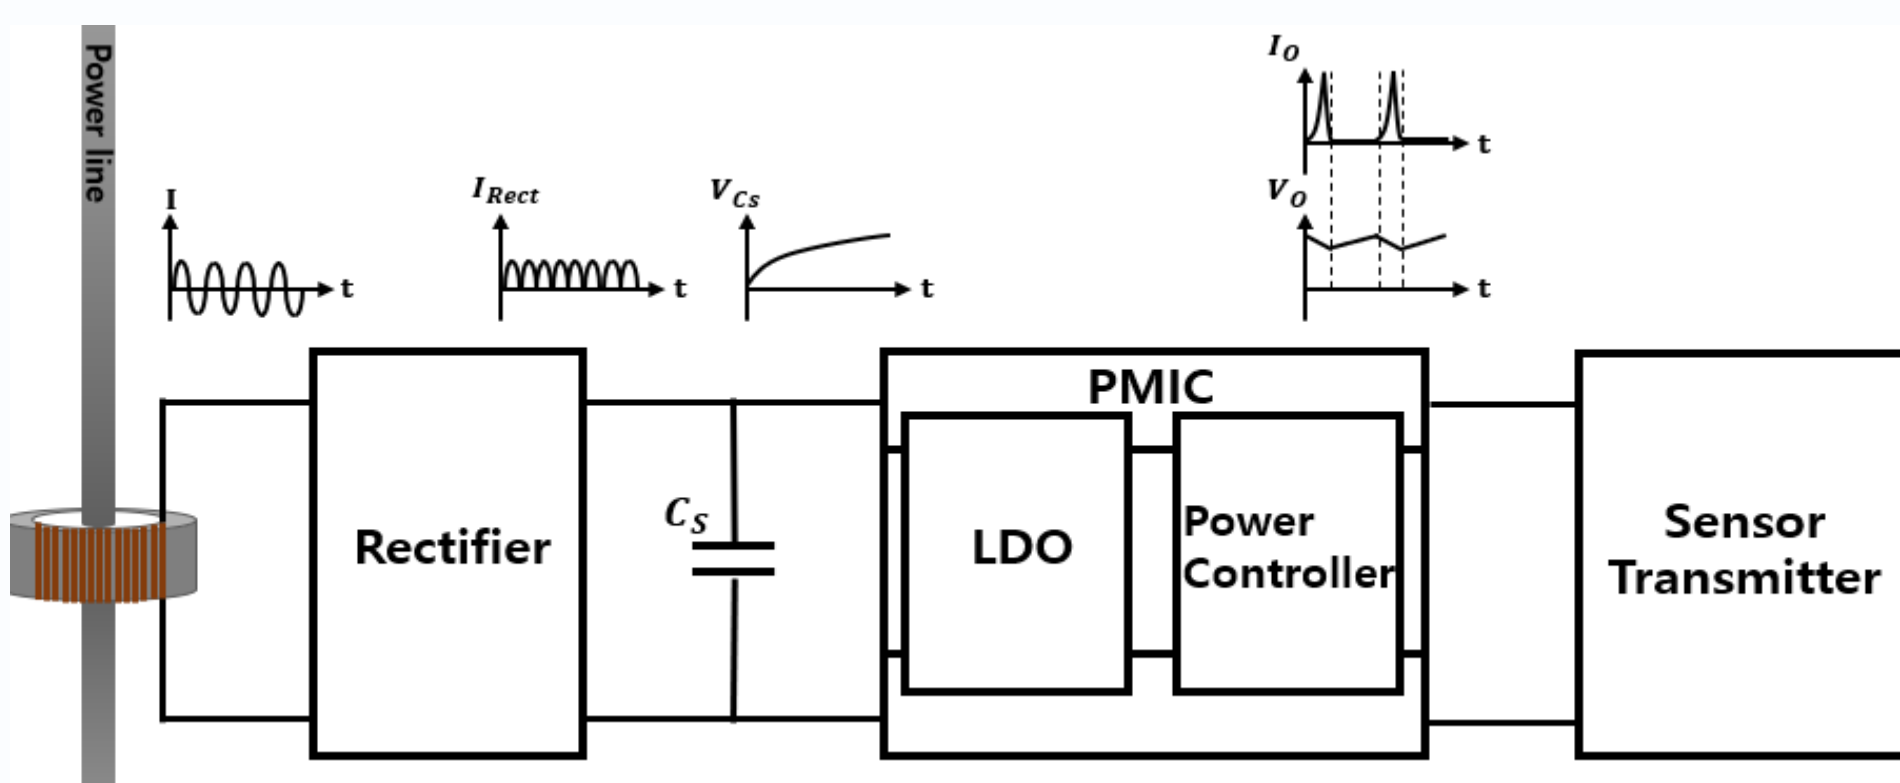 Power line
I
t
I_Rect
t
V_Cs
t
I_O
t
V_O
t
PMIC
Rectifier
C_S
LDO
Power
Controller
Sensor
Transmitter